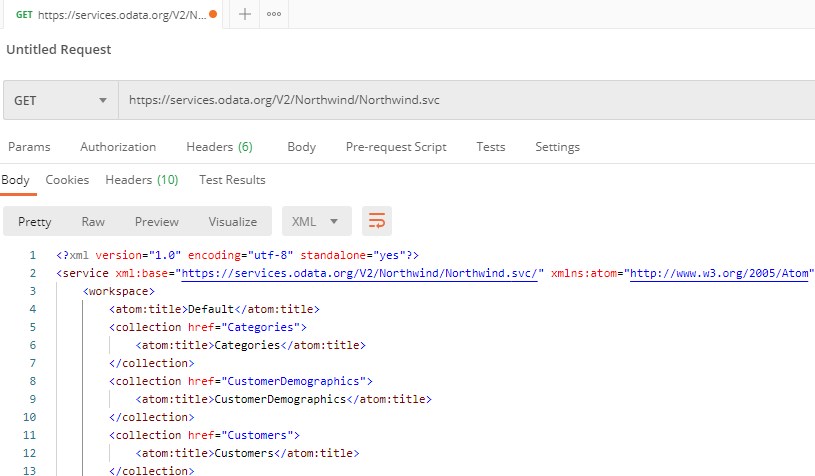 GET https://services.odata.org/V2/N...
Untitled Request
GET https://services.odata.org/V2/Northwind/Northwind.svc
Params Authorization Headers (6) Body Pre-request Script Tests Settings
Body Cookies Headers (10) Test Results
Pretty Raw Preview Visualize XML
1 <?xml version="1.0" encoding="utf-8" standalone="yes"?>
2 <service xml:base="https://services.odata.org/V2/Northwind/Northwind.svc/" xmlns:atom="http://www.w3.org/2005/Atom"
3 <workspace>
4 <atom:title>Default</atom:title>
5 <collection href="Categories">
6 <atom:title>Categories</atom:title>
7 </collection>
8 <collection href="CustomerDemographics">
9 <atom:title>CustomerDemographics</atom:title>
10 </collection>
11 <collection href="Customers">
12 <atom:title>Customers</atom:title>
13 </collection>